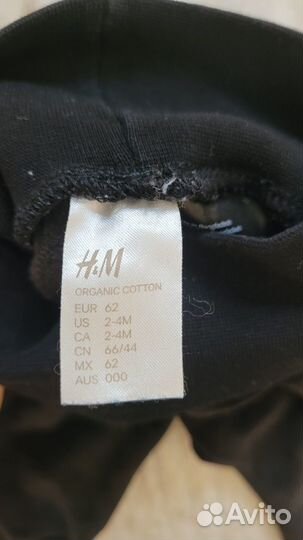 H&M
ORGANIC COTTON
EUR 62
US 2-4M
CA 2-4M
CN 66/44
MX 62
AUS 000
Avito